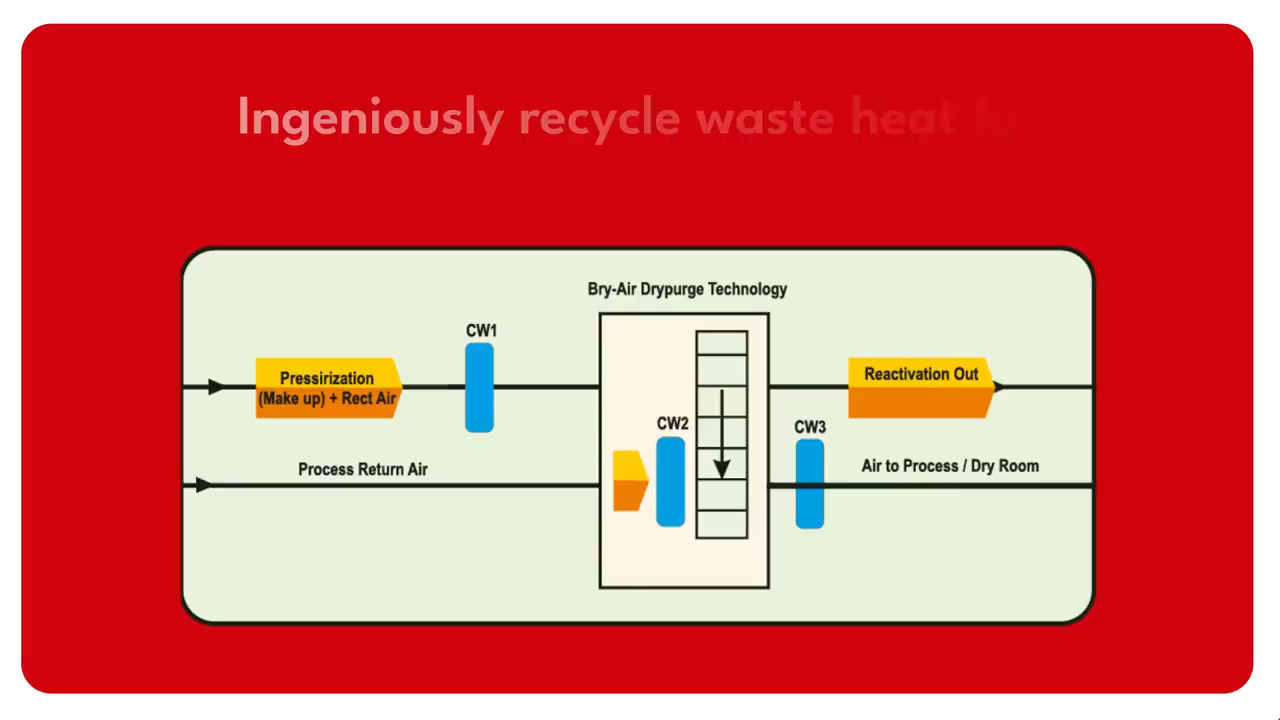 Ingeniously recycle waste heat
Bry-Air Drypurge Technology
CW1
Pressirization
(Make up) + Rect Air
Reactivation Out
CW2
CW3
Process Return Air
Air to Process / Dry Room